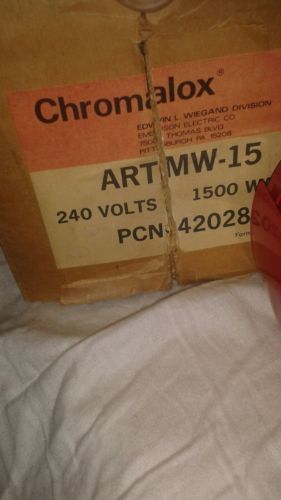 Chromalox®
EDWIN L. WIEGAND DIVISION
EMERSON ELECTRIC CO
THOMAS BLVD
PITTSBURGH PA. 15208
ART MW-15
240 VOLTS 1500
PCN- 42028
Form